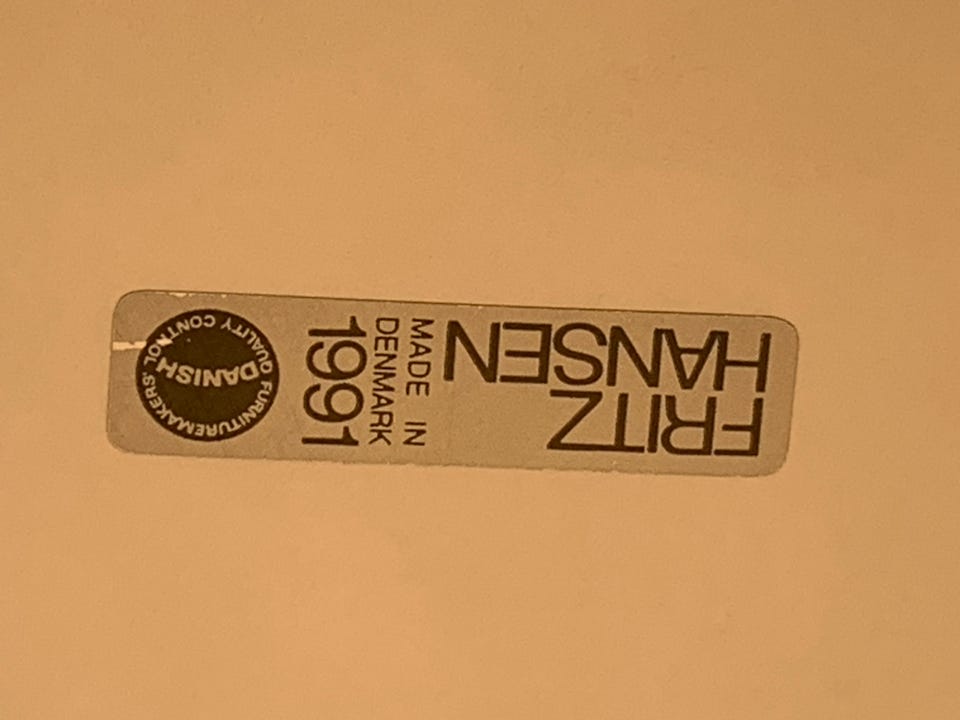 FRITZ
HANSEN
MADE IN
DENMARK
1991
DANISH
FURNITUREMAKERS'
QUALITY CONTROL